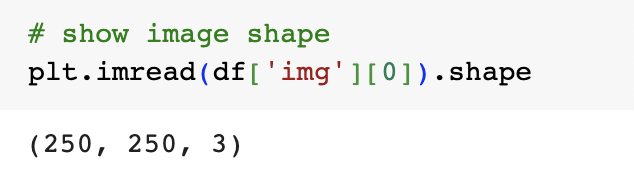 # show image shape
plt.imread(df['img'][0]).shape
(250, 250, 3)